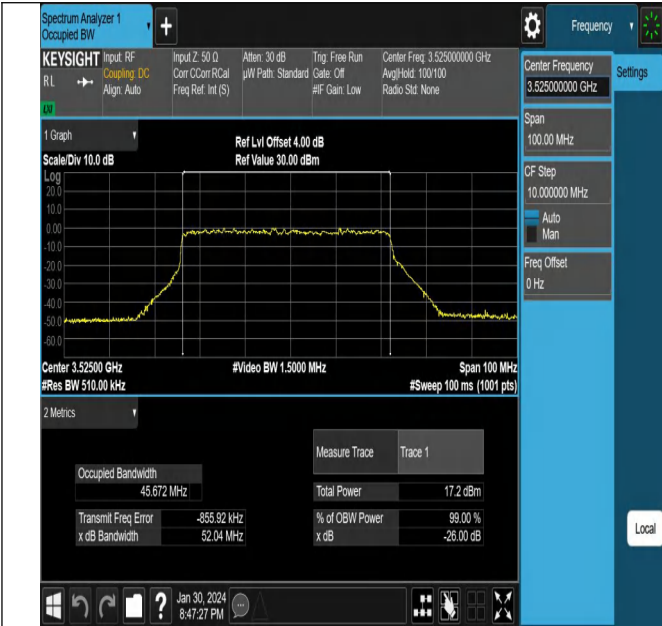 Spectrum Analyzer 1
Occupied BW
Frequency
KEYSIGHT
R L
LXI
Input: RF
Coupling: DC
Align: Auto
Input Z: 50 Ω
Corr CCorr RCal
Freq Ref: Int (S)
Atten: 30 dB
µW Path: Standard
Trig: Free Run
Gate: Off
#IF Gain: Low
Center Freq: 3.525000000 GHz
Avg|Hold: 100/100
Radio Std: None
Center Frequency
3.525000000 GHz
Settings
Span
100.00 MHz
CF Step
10.000000 MHz
Auto
Man
Freq Offset
0 Hz
1 Graph
Scale/Div 10.0 dB
Ref Lvl Offset 4.00 dB
Ref Value 30.00 dBm
Log
20.0
10.0
0.00
-10.0
-20.0
-30.0
-40.0
-50.0
-60.0
Center 3.52500 GHz
#Res BW 510.00 kHz
#Video BW 1.5000 MHz
Span 100 MHz
#Sweep 100 ms (1001 pts)
2 Metrics
Measure Trace Trace 1
Occupied Bandwidth
45.672 MHz
Total Power 17.2 dBm
Transmit Freq Error -855.92 kHz
% of OBW Power 99.00 %
x dB Bandwidth 52.04 MHz
x dB -26.00 dB
Local
?
Jan 30, 2024
8:47:27 PM